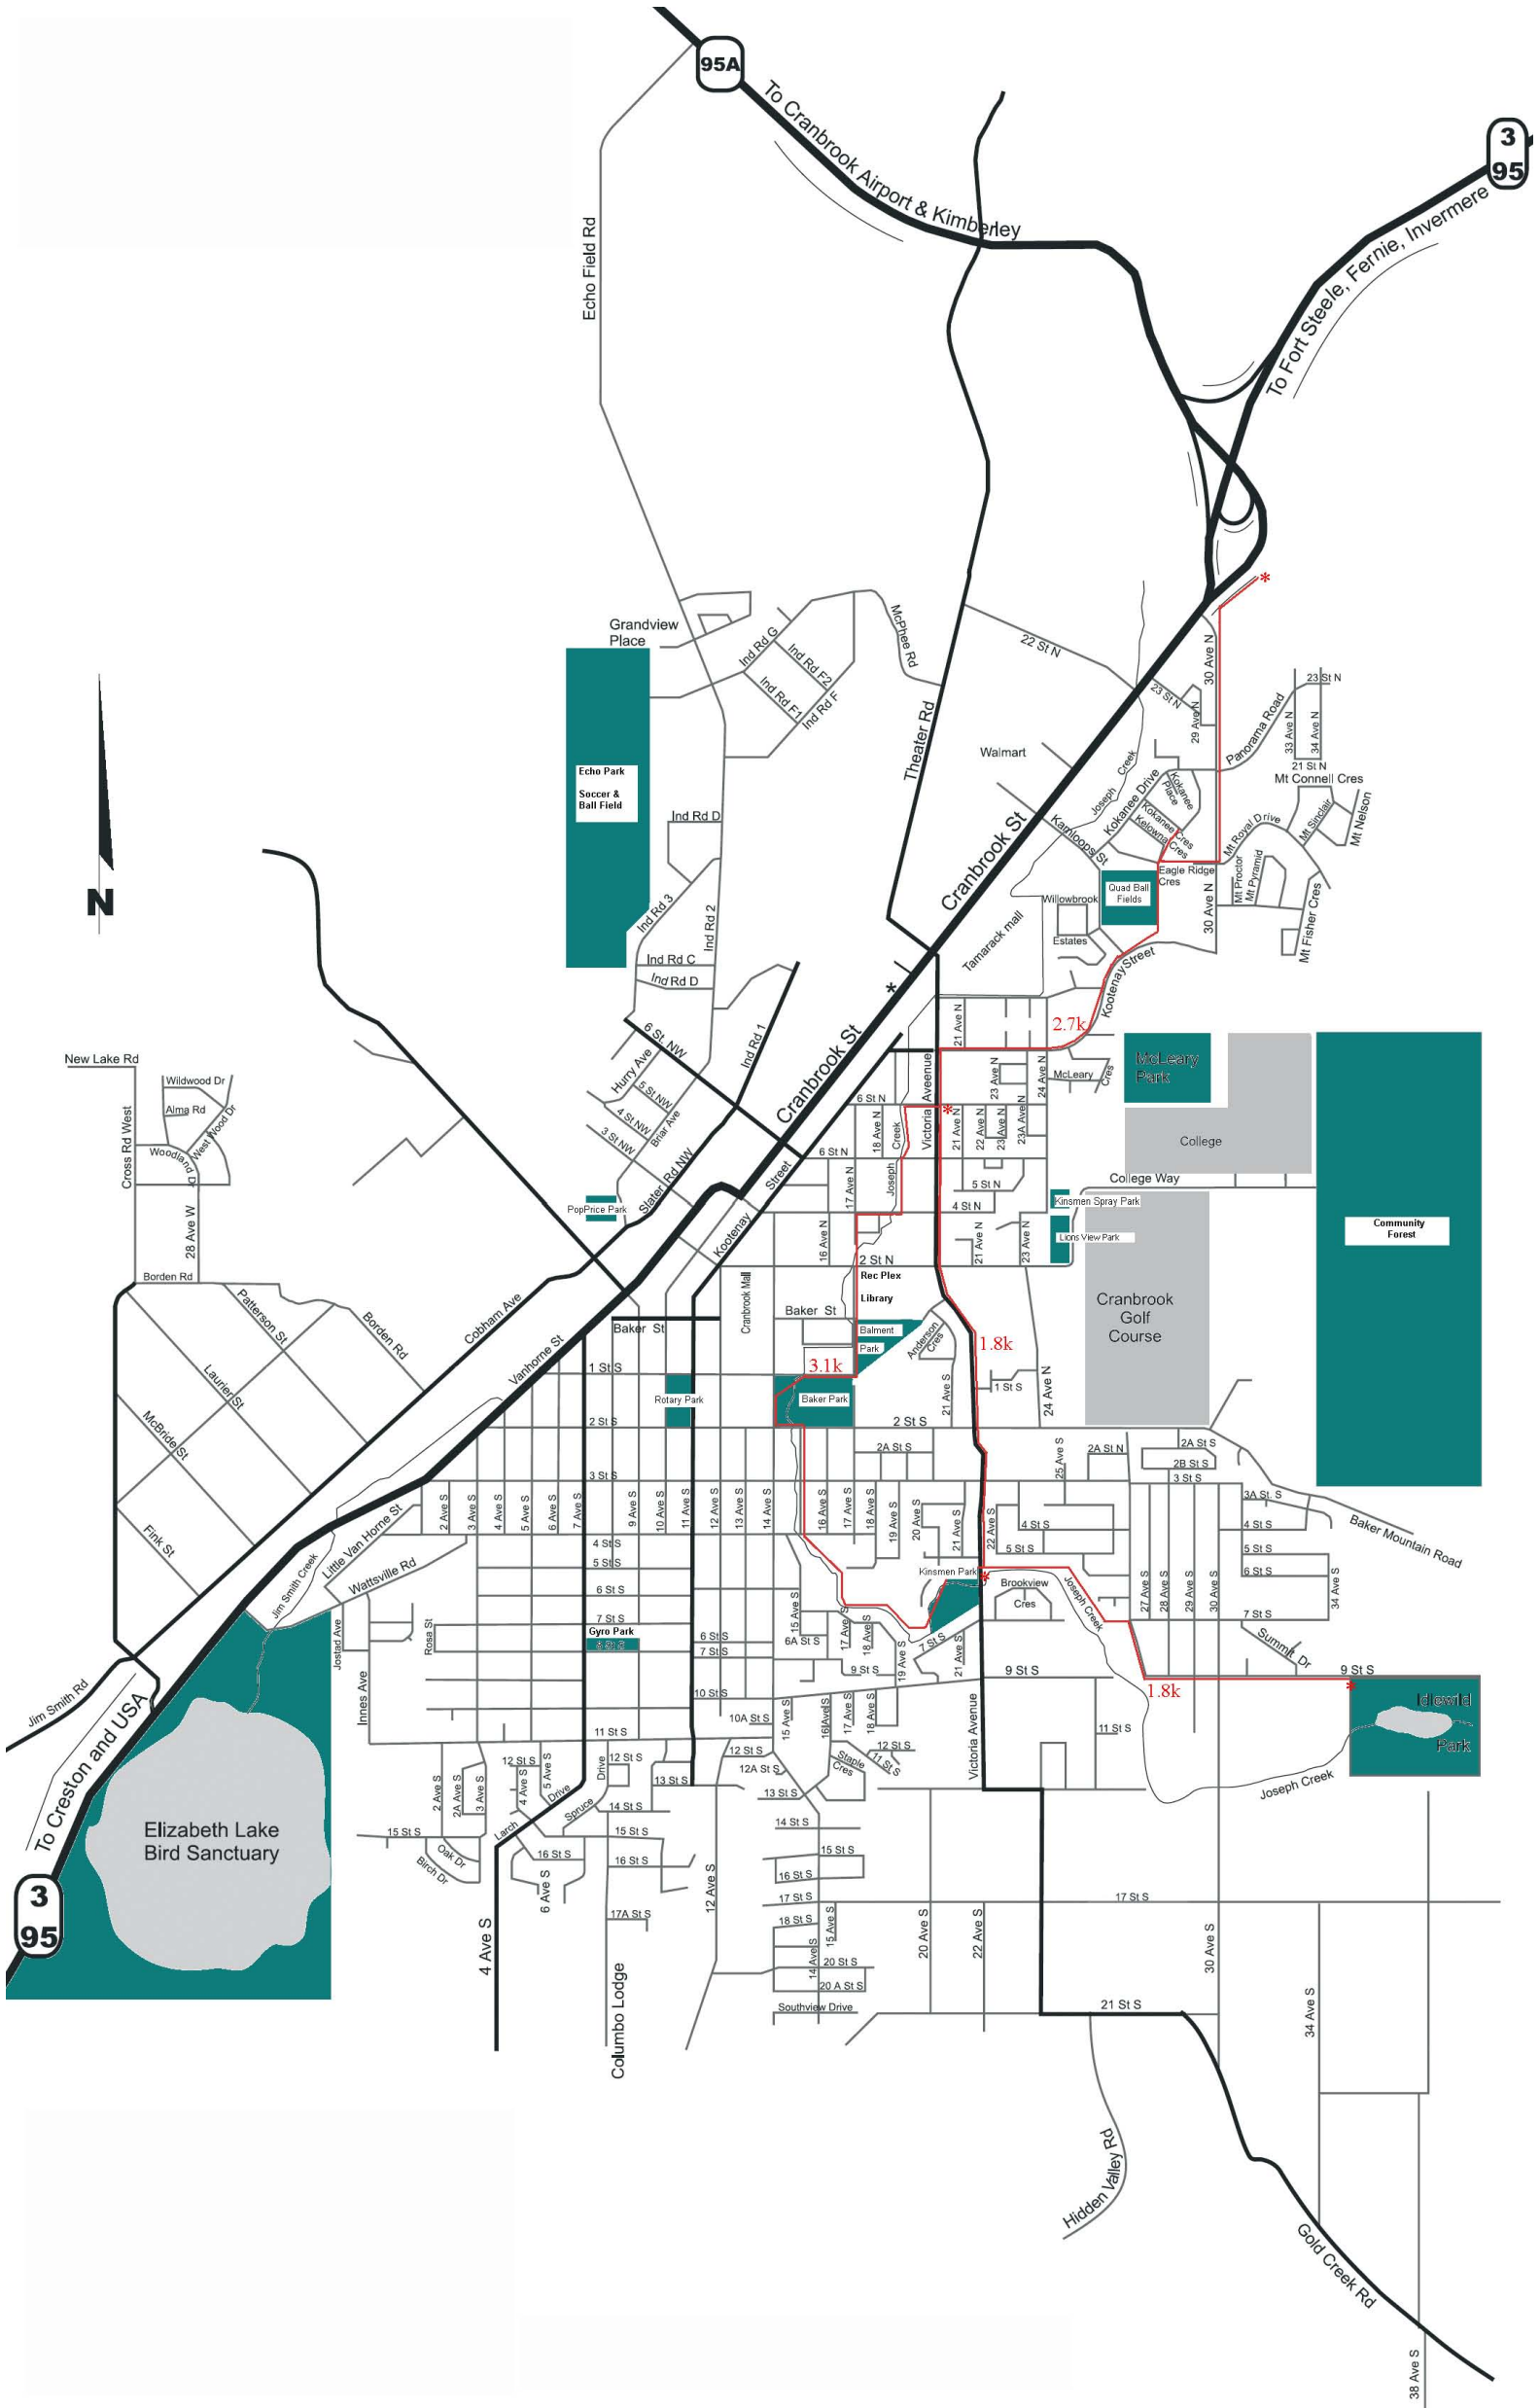 95A
To Cranbrook Airport & Kimberley
3
95
To Fort Steele, Fernie, Invermere
Echo Field Rd
Grandview
Place
Ind Rd G
Ind Rd F2
Ind Rd F1
Ind Rd F
McPhee Rd
22 St N
*
30 Ave N
23 St N
29 Ave N
Panorama Road
23 St N
33 Ave N
34 Ave N
21 St N
Theater Rd
Walmart
Joseph
Creek
Kokanee Drive
Kokanee
Place
Kokanee Cres
Kelowna
Cres
Kamloops St
Mt Connell Cres
Mt Sinclair
Mt Nelson
Mt Royal Drive
Mt Proctor
Mt Pyramid
Mt Fisher Cres
Eagle Ridge
Cres
30 Ave N
Echo Park
Soccer &
Ball Field
Ind Rd D
Ind Rd 3
Ind Rd 2
Ind Rd C
Ind Rd D
Ind Rd 1
N
Cranbrook St
Quad Ball
Fields
Willowbrook
Estates
Tamarack mall
Kootenay Street
*
2.7k
21 Ave N
6 St. NW
Hurry Ave
5 St NW
4 St NW
3 St NW
Briar Ave
Slater Rd NW
PopPrice Park
Cranbrook St
Kootenay
Street
New Lake Rd
Wildwood Dr
Alma Rd
West Wood Dr
Woodland Dr
Cross Rd West
28 Ave W
Borden Rd
Patterson St
Borden Rd
Laurier St
McBride St
Fink St
Cobham Ave
Vanhorne St
McLeary
Park
McLeary
Cres
College
College Way
Community
Forest
Kinsmen Spray Park
Lions View Park
Cranbrook
Golf
Course
Victoria Aveenue
*
6 St N
18 Ave N
Creek
Joseph
6 St N
17 Ave N
16 Ave N
23 Ave N
24 Ave N
21 Ave N
22 Ave N
23 Ave N
23A Ave N
5 St N
4 St N
21 Ave N
23 Ave N
2 St N
Rec Plex
Library
Cranbrook Mall
Baker St
Baker St
Balment
Park
Anderson
Cres
1.8k
3.1k
1 St S
Rotary Park
Baker Park
21 Ave S
1 St S
24 Ave N
2 St S
2 St S
2A St S
25 Ave S
2A St N
2A St S
2B St S
3 St S
3 St S
3A St. S
4 St S
Baker Mountain Road
5 St S
6 St S
34 Ave S
7 St S
Summit Dr
27 Ave S
28 Ave S
29 Ave S
30 Ave S
2 Ave S
3 Ave S
4 Ave S
5 Ave S
6 Ave S
7 Ave S
9 Ave S
10 Ave S
11 Ave S
12 Ave S
13 Ave S
14 Ave S
16 Ave S
17 Ave S
18 Ave S
19 Ave S
20 Ave S
21 Ave S
22 Ave S
4 St S
5 St S
Kinsmen Park
*
Brookview
Cres
Joseph Creek
Little Van Horne St
Wattsville Rd
Jim Smith Creek
4 St S
5 St S
6 St S
7 St S
Gyro Park
8 St S
Jostad Ave
Rosa St
Innes Ave
15 Ave S
6A St S
17 Ave S
18 Ave S
19 Ave S
7 St S
21 Ave S
6 St S
7 St S
9 St S
9 St S
9 St S
*
1.8k
Idlewild
Park
Joseph Creek
10 St S
10A St S
15 Ave S
16 Ave S
17 Ave S
18 Ave S
Victoria Avenue
11 St S
11 St S
12 St S
12A St S
Staple
Cres
11 St S
12 St S
12 St S
5 Ave S
4 Ave S
Drive
12 St S
13 St S
13 St S
2 Ave S
2A Ave S
3 Ave S
Larch
Drive
Spruce
14 St S
14 St S
15 St S
Oak Dr
Birch Dr
15 St S
16 St S
16 St S
15 St S
16 St S
6 Ave S
12 Ave S
17A St S
17 St S
17 St S
18 St S
15 Ave S
14 Ave S
20 St S
20 A St S
Southview Drive
20 Ave S
22 Ave S
30 Ave S
4 Ave S
Columbo Lodge
21 St S
34 Ave S
Jim Smith Rd
To Creston and USA
Elizabeth Lake
Bird Sanctuary
3
95
Hidden Valley Rd
Gold Creek Rd
38 Ave S